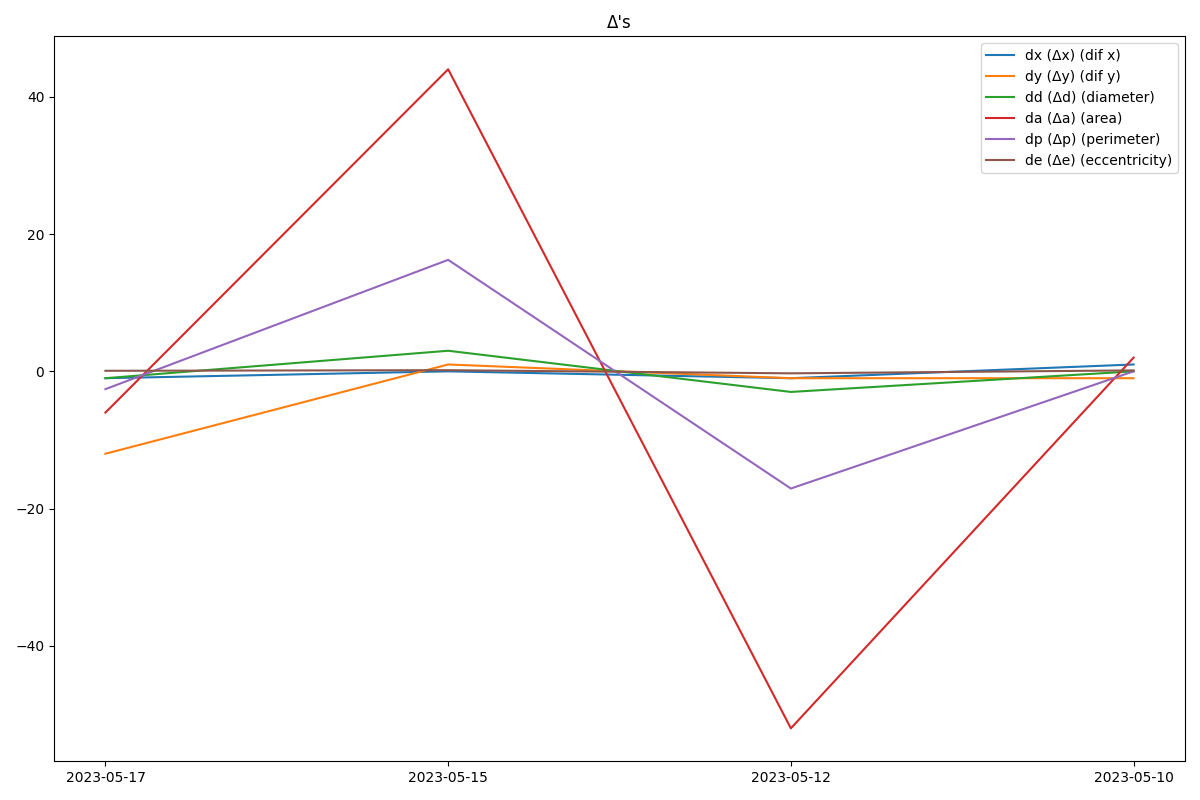 Δ's
dx (Δx) (dif x)
dy (Δy) (dif y)
dd (Δd) (diameter)
da (Δa) (area)
dp (Δp) (perimeter)
de (Δe) (eccentricity)
40
20
0
−20
−40
2023-05-17 2023-05-15 2023-05-12 2023-05-10